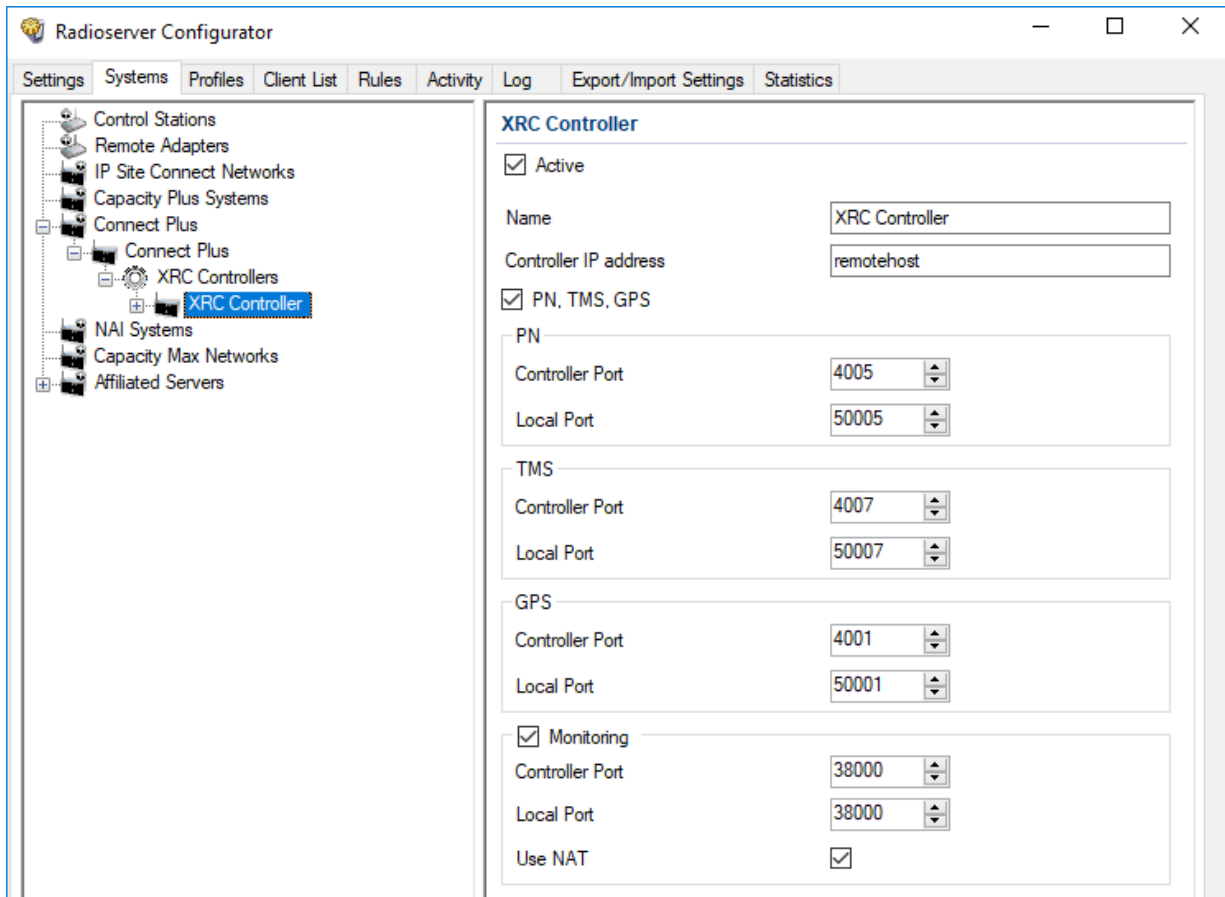 Radioserver Configurator
Settings Systems Profiles Client List Rules Activity Log Export/Import Settings Statistics
Control Stations
Remote Adapters
IP Site Connect Networks
Capacity Plus Systems
Connect Plus
Connect Plus
XRC Controllers
XRC Controller
NAI Systems
Capacity Max Networks
Affiliated Servers
XRC Controller
Active
Name XRC Controller
Controller IP address remotehost
PN, TMS, GPS
PN
Controller Port 4005
Local Port 50005
TMS
Controller Port 4007
Local Port 50007
GPS
Controller Port 4001
Local Port 50001
Monitoring
Controller Port 38000
Local Port 38000
Use NAT